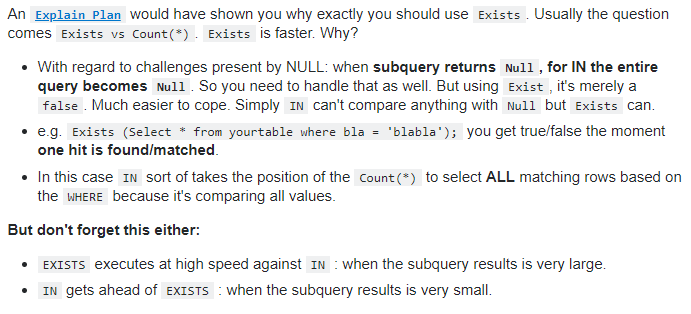 An Explain Plan would have shown you why exactly you should use Exists . Usually the question
comes Exists vs Count(*) . Exists is faster. Why?
• With regard to challenges present by NULL: when subquery returns Null , for IN the entire
query becomes Null . So you need to handle that as well. But using Exist , it's merely a
false . Much easier to cope. Simply IN can't compare anything with Null but Exists can.
• e.g. Exists (Select * from yourtable where bla = 'blabla'); you get true/false the moment
one hit is found/matched.
• In this case IN sort of takes the position of the Count(*) to select ALL matching rows based on
the WHERE because it's comparing all values.
But don't forget this either:
• EXISTS executes at high speed against IN : when the subquery results is very large.
• IN gets ahead of EXISTS : when the subquery results is very small.